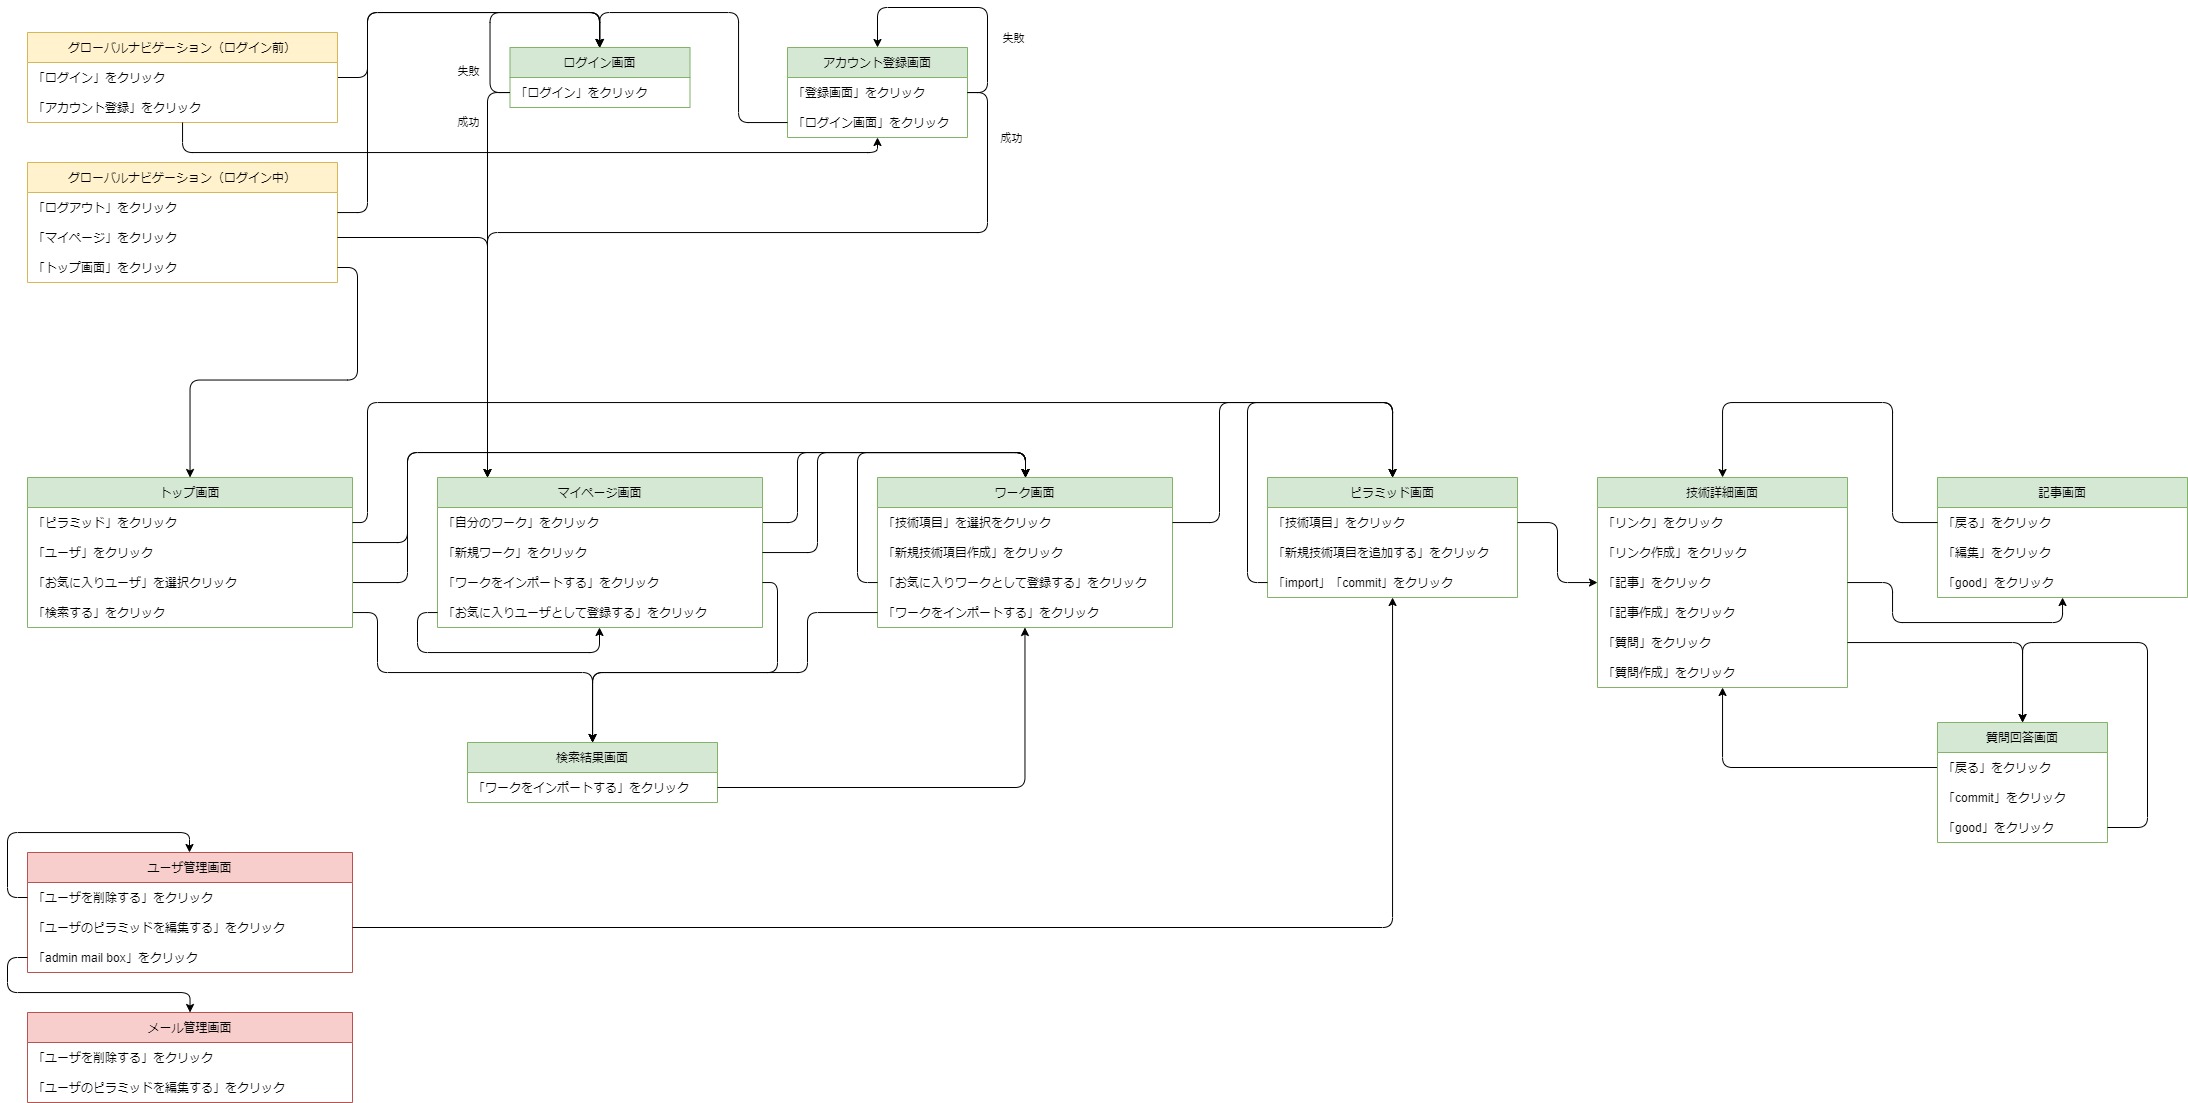 グローバルナビゲーション（ログイン前）
「ログイン」をクリック
「アカウント登録」をクリック
ログイン画面
「ログイン」をクリック
失敗
成功
アカウント登録画面
「登録画面」をクリック
「ログイン画面」をクリック
失敗
成功
グローバルナビゲーション（ログイン中）
「ログアウト」をクリック
「マイページ」をクリック
「トップ画面」をクリック
トップ画面
「ピラミッド」をクリック
「ユーザ」をクリック
「お気に入りユーザ」を選択クリック
「検索する」をクリック
マイページ画面
「自分のワーク」をクリック
「新規ワーク」をクリック
「ワークをインポートする」をクリック
「お気に入りユーザとして登録する」をクリック
ワーク画面
「技術項目」を選択をクリック
「新規技術項目作成」をクリック
「お気に入りワークとして登録する」をクリック
「ワークをインポートする」をクリック
ピラミッド画面
「技術項目」をクリック
「新規技術項目を追加する」をクリック
「import」「commit」をクリック
技術詳細画面
「リンク」をクリック
「リンク作成」をクリック
「記事」をクリック
「記事作成」をクリック
「質問」をクリック
「質問作成」をクリック
記事画面
「戻る」をクリック
「編集」をクリック
「good」をクリック
検索結果画面
「ワークをインポートする」をクリック
質問回答画面
「戻る」をクリック
「commit」をクリック
「good」をクリック
ユーザ管理画面
「ユーザを削除する」をクリック
「ユーザのピラミッドを編集する」をクリック
「admin mail box」をクリック
メール管理画面
「ユーザを削除する」をクリック
「ユーザのピラミッドを編集する」をクリック